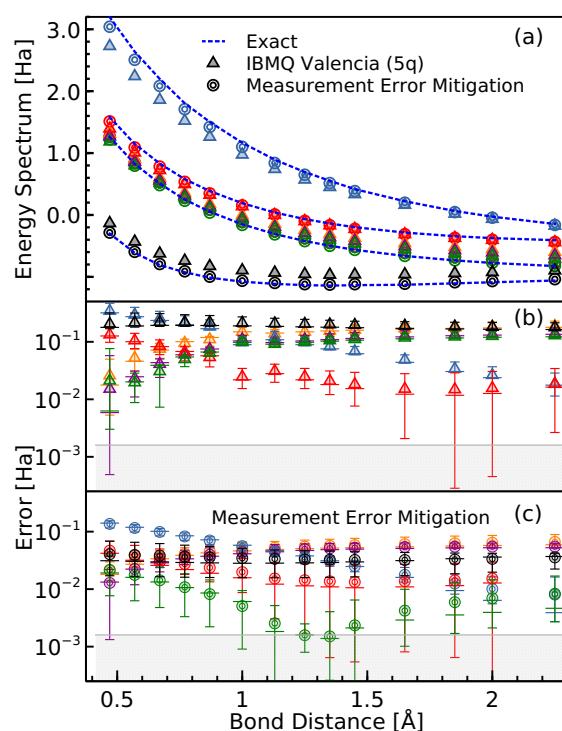 (a)
Exact
IBMQ Valencia (5q)
Measurement Error Mitigation
Energy Spectrum [Ha]
3.0
2.0
1.0
0.0
(b)
10⁻¹
10⁻²
10⁻³
Error [Ha]
Measurement Error Mitigation (c)
10⁻¹
10⁻²
10⁻³
0.5 1.0 1.5 2.0
Bond Distance [Å]